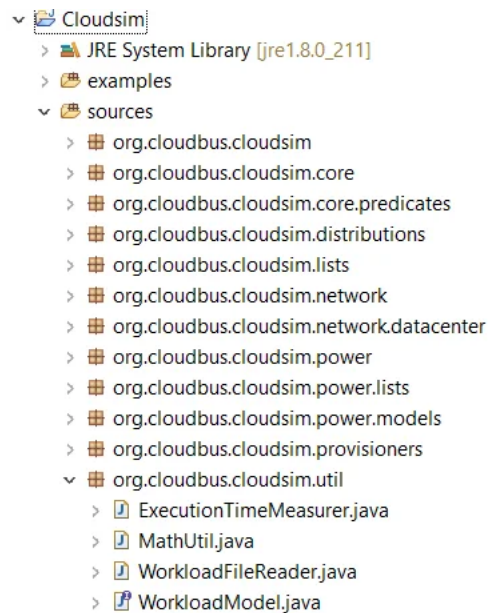 Cloudsim
JRE System Library [jre1.8.0_211]
examples
sources
org.cloudbus.cloudsim
org.cloudbus.cloudsim.core
org.cloudbus.cloudsim.core.predicates
org.cloudbus.cloudsim.distributions
org.cloudbus.cloudsim.lists
org.cloudbus.cloudsim.network
org.cloudbus.cloudsim.network.datacenter
org.cloudbus.cloudsim.power
org.cloudbus.cloudsim.power.lists
org.cloudbus.cloudsim.power.models
org.cloudbus.cloudsim.provisioners
org.cloudbus.cloudsim.util
ExecutionTimeMeasurer.java
MathUtil.java
WorkloadFileReader.java
WorkloadModel.java